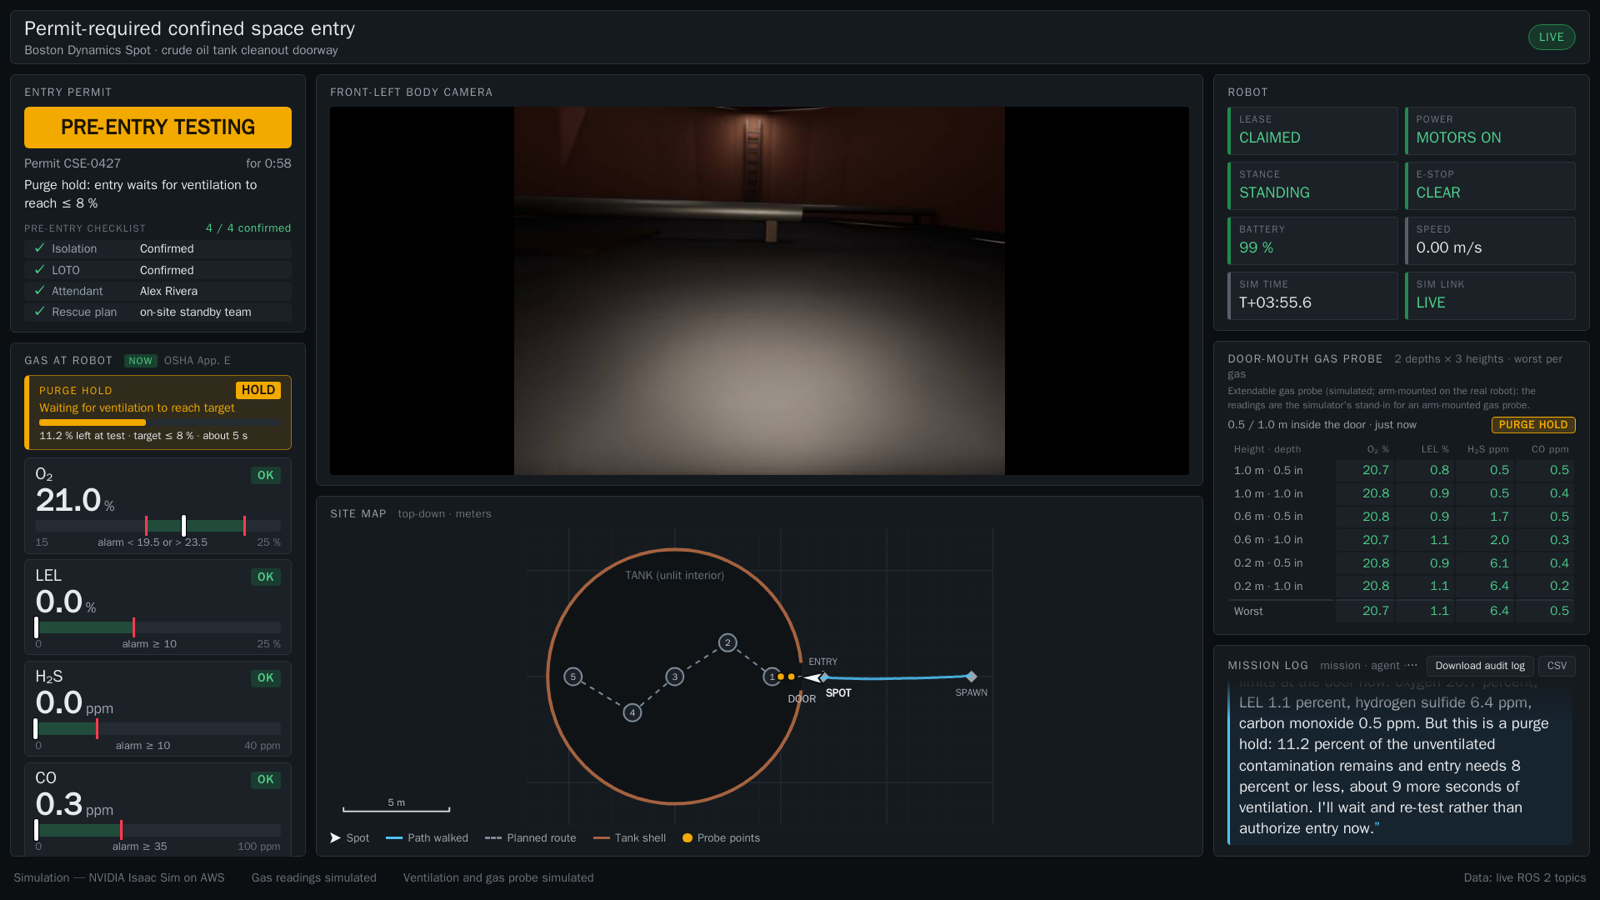 Permit-required confined space entry
Boston Dynamics Spot · crude oil tank cleanout doorway
LIVE
ENTRY PERMIT
PRE-ENTRY TESTING
Permit CSE-0427 for 0:58
Purge hold: entry waits for ventilation to
reach ≤ 8 %
PRE-ENTRY CHECKLIST 4 / 4 confirmed
✓ Isolation Confirmed
✓ LOTO Confirmed
✓ Attendant Alex Rivera
✓ Rescue plan on-site standby team
GAS AT ROBOT NOW OSHA App. E
PURGE HOLD HOLD
Waiting for ventilation to reach target
11.2 % left at test · target ≤ 8 % · about 5 s
O₂ OK
21.0 %
15 alarm < 19.5 or > 23.5 25 %
LEL OK
0.0 %
0 alarm ≥ 10 25 %
H₂S OK
0.0 ppm
0 alarm ≥ 10 40 ppm
CO OK
0.3 ppm
0 alarm ≥ 35 100 ppm
FRONT-LEFT BODY CAMERA
SITE MAP top-down · meters
TANK (unlit interior)
2
ENTRY
5
3
1
SPAWN
DOOR
SPOT
4
5 m
Spot
Path walked
Planned route
Tank shell
Probe points
ROBOT
LEASE
CLAIMED
POWER
MOTORS ON
STANCE
STANDING
E-STOP
CLEAR
BATTERY
99 %
SPEED
0.00 m/s
SIM TIME
T+03:55.6
SIM LINK
LIVE
DOOR-MOUTH GAS PROBE 2 depths × 3 heights · worst per
gas
Extendable gas probe (simulated; arm-mounted on the real robot): the
readings are the simulator's stand-in for an arm-mounted gas probe.
0.5 / 1.0 m inside the door · just now PURGE HOLD
Height · depth O₂ % LEL % H₂S ppm CO ppm
1.0 m · 0.5 in 20.7 0.8 0.5 0.5
1.0 m · 1.0 in 20.8 0.9 0.5 0.4
0.6 m · 0.5 in 20.8 0.9 1.7 0.5
0.6 m · 1.0 in 20.7 1.1 2.0 0.3
0.2 m · 0.5 in 20.8 0.9 6.1 0.4
0.2 m · 1.0 in 20.8 1.1 6.4 0.2
Worst 20.7 1.1 6.4 0.5
MISSION LOG mission · agent ·⋯ Download audit log CSV
limits at the door now: oxygen 20.7 percent,
LEL 1.1 percent, hydrogen sulfide 6.4 ppm,
carbon monoxide 0.5 ppm. But this is a purge
hold: 11.2 percent of the unventilated
contamination remains and entry needs 8
percent or less, about 9 more seconds of
ventilation. I'll wait and re-test rather than
authorize entry now.”
Simulation — NVIDIA Isaac Sim on AWS
Gas readings simulated
Ventilation and gas probe simulated
Data: live ROS 2 topics